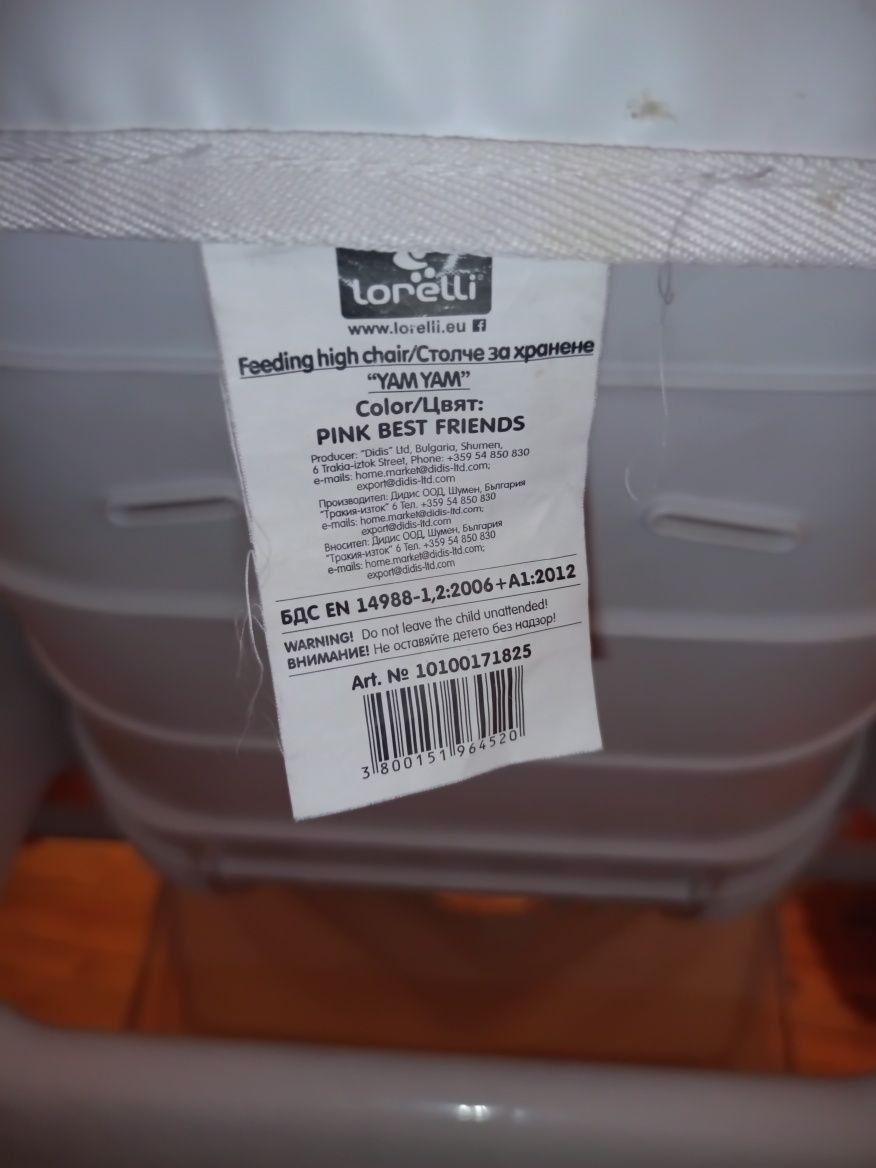 lorelli
www.lorelli.eu
Feeding high chair/Столче за хранене
"YAM YAM"
Color/Цвят:
PINK BEST FRIENDS
Producer: "Didis" Ltd, Bulgaria, Shumen,
6 Trakia-iztok Street, Phone: +359 54 850 830
e-mails: home.market@didis-ltd.com;
export@didis-ltd.com
Производител: Дидис ООД, Шумен, България
"Тракия-изток" 6 Тел. +359 54 850 830
e-mails: home.market@didis-ltd.com;
export@didis-ltd.com
Вносител: Дидис ООД, Шумен, България
"Тракия-изток" 6 Тел. +359 54 850 830
e-mails: home.market@didis-ltd.com;
export@didis-ltd.com
БДС EN 14988-1,2:2006+A1:2012
WARNING! Do not leave the child unattended!
ВНИМАНИЕ! Не оставяйте детето без надзор!
Art. № 10100171825
3800151964520